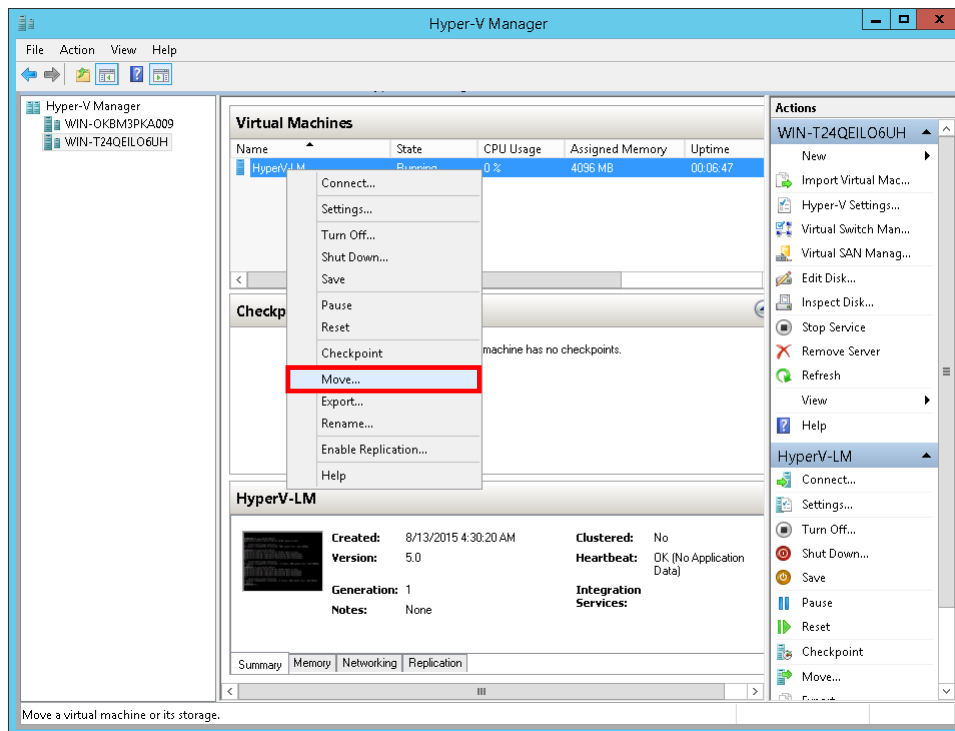 Hyper-V Manager
File Action View Help
Hyper-V Manager
WIN-OKBM3PKA009
WIN-T24QEILO6UH
Virtual Machines
Name State CPU Usage Assigned Memory Uptime
HyperV-LM Running 0 % 4096 MB 00:06:47
Connect...
Settings...
Turn Off...
Shut Down...
Save
Pause
Reset
Checkpoint
Move...
Export...
Rename...
Enable Replication...
Help
Checkp
machine has no checkpoints.
HyperV-LM
Created: 8/13/2015 4:30:20 AM
Version: 5.0
Generation: 1
Notes: None
Clustered: No
Heartbeat: OK (No Application
Data)
Integration
Services:
Summary Memory Networking Replication
Actions
WIN-T24QEILO6UH
New
Import Virtual Mac...
Hyper-V Settings...
Virtual Switch Man...
Virtual SAN Manag...
Edit Disk...
Inspect Disk...
Stop Service
Remove Server
Refresh
View
Help
HyperV-LM
Connect...
Settings...
Turn Off...
Shut Down...
Save
Pause
Reset
Checkpoint
Move...
Move a virtual machine or its storage.